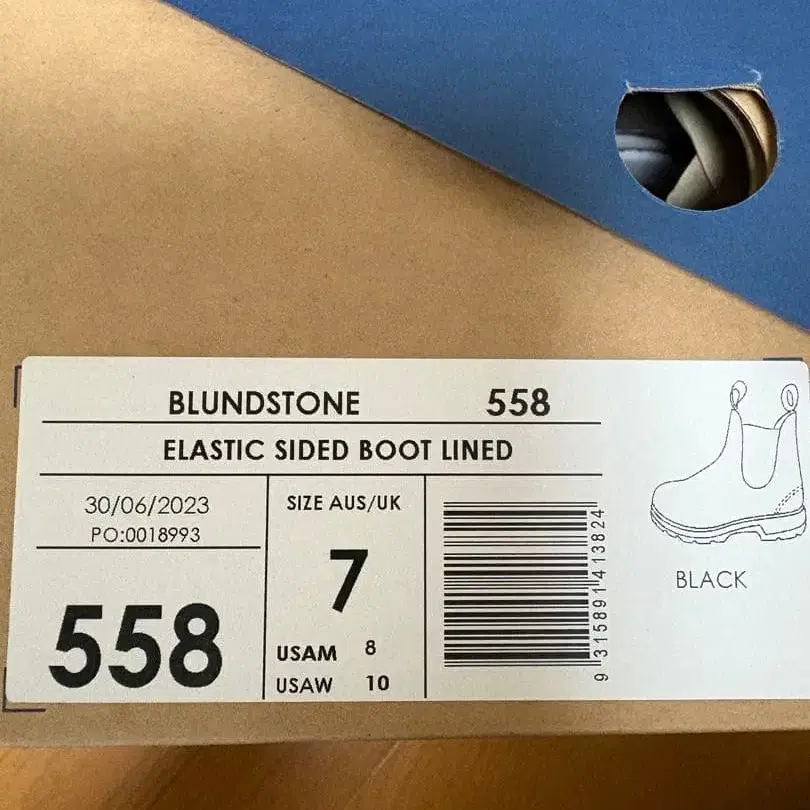 BLUNDSTONE 558
ELASTIC SIDED BOOT LINED
30/06/2023
PO:0018993
558
SIZE AUS/UK
7
USAM 8
USAW 10
9 315891 413824
BLACK